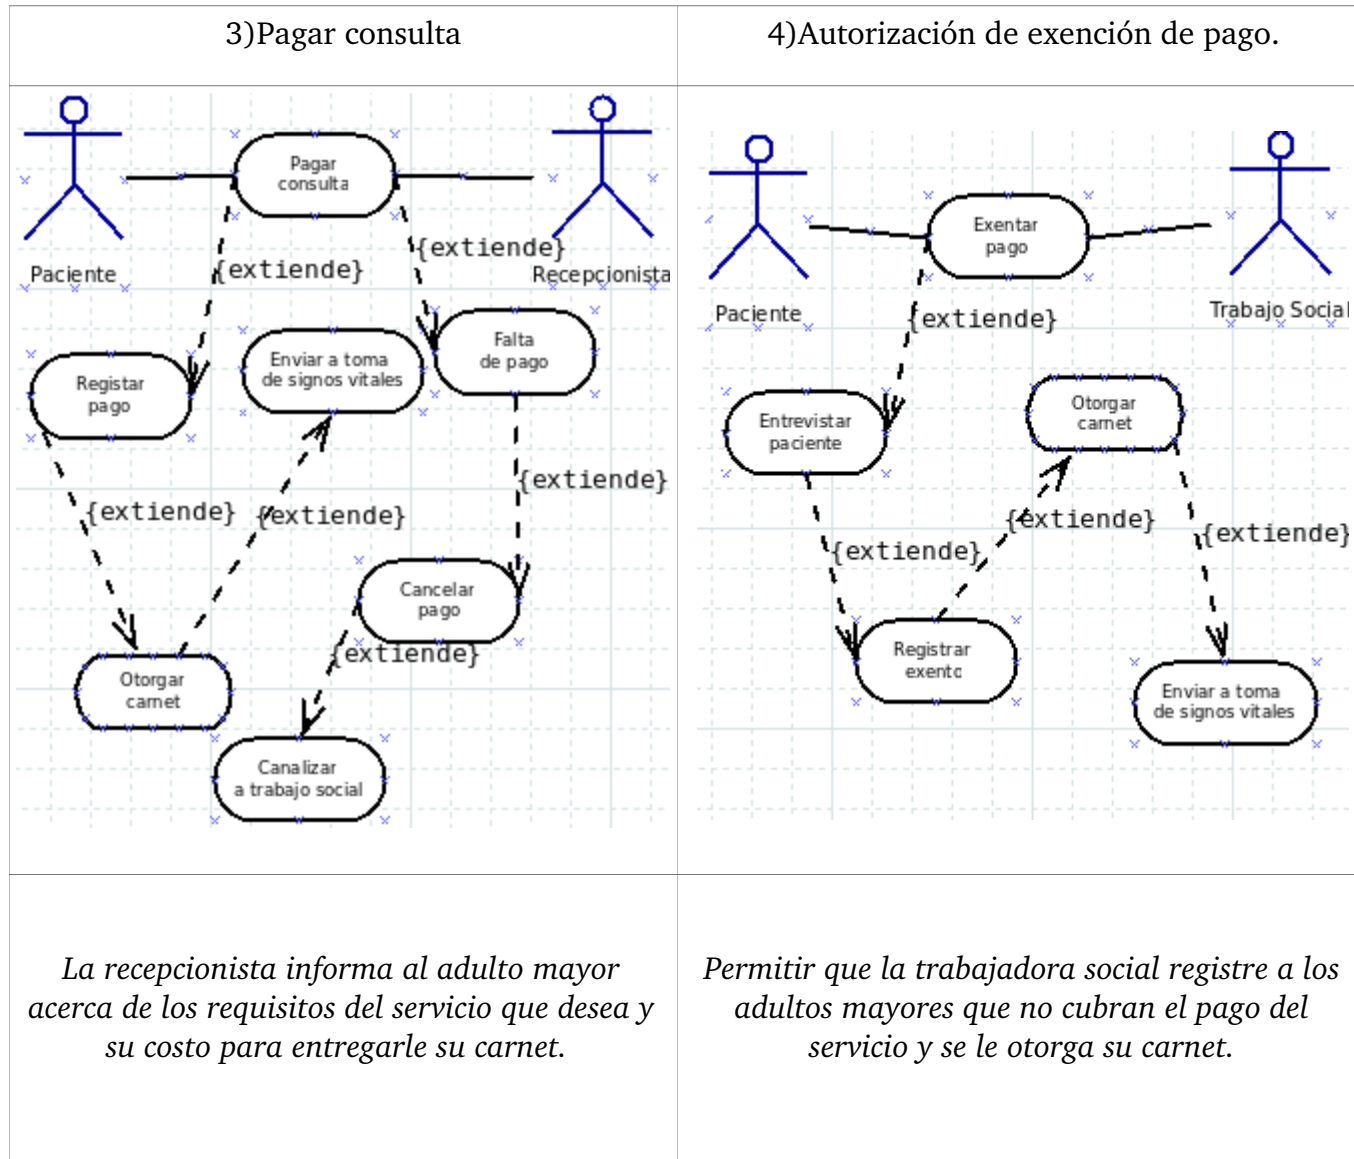 3)Pagar consulta
Pagar
consulta
{extiende}
{extiende}
Paciente
Recepcionista
Registar
pago
Enviar a toma
de signos vitales
Falta
de pago
{extiende}
{extiende}
{extiende}
Cancelar
pago
{extiende}
Otorgar
carnet
Canalizar
a trabajo social
La recepcionista informa al adulto mayor
acerca de los requisitos del servicio que desea y
su costo para entregarle su carnet.
4)Autorización de exención de pago.
Exentar
pago
Paciente
Trabajo Social
{extiende}
Entrevistar
paciente
Otorgar
carnet
{extiende}
{extiende}
{extiende}
Registrar
exento
Enviar a toma
de signos vitales
Permitir que la trabajadora social registre a los
adultos mayores que no cubran el pago del
servicio y se le otorga su carnet.